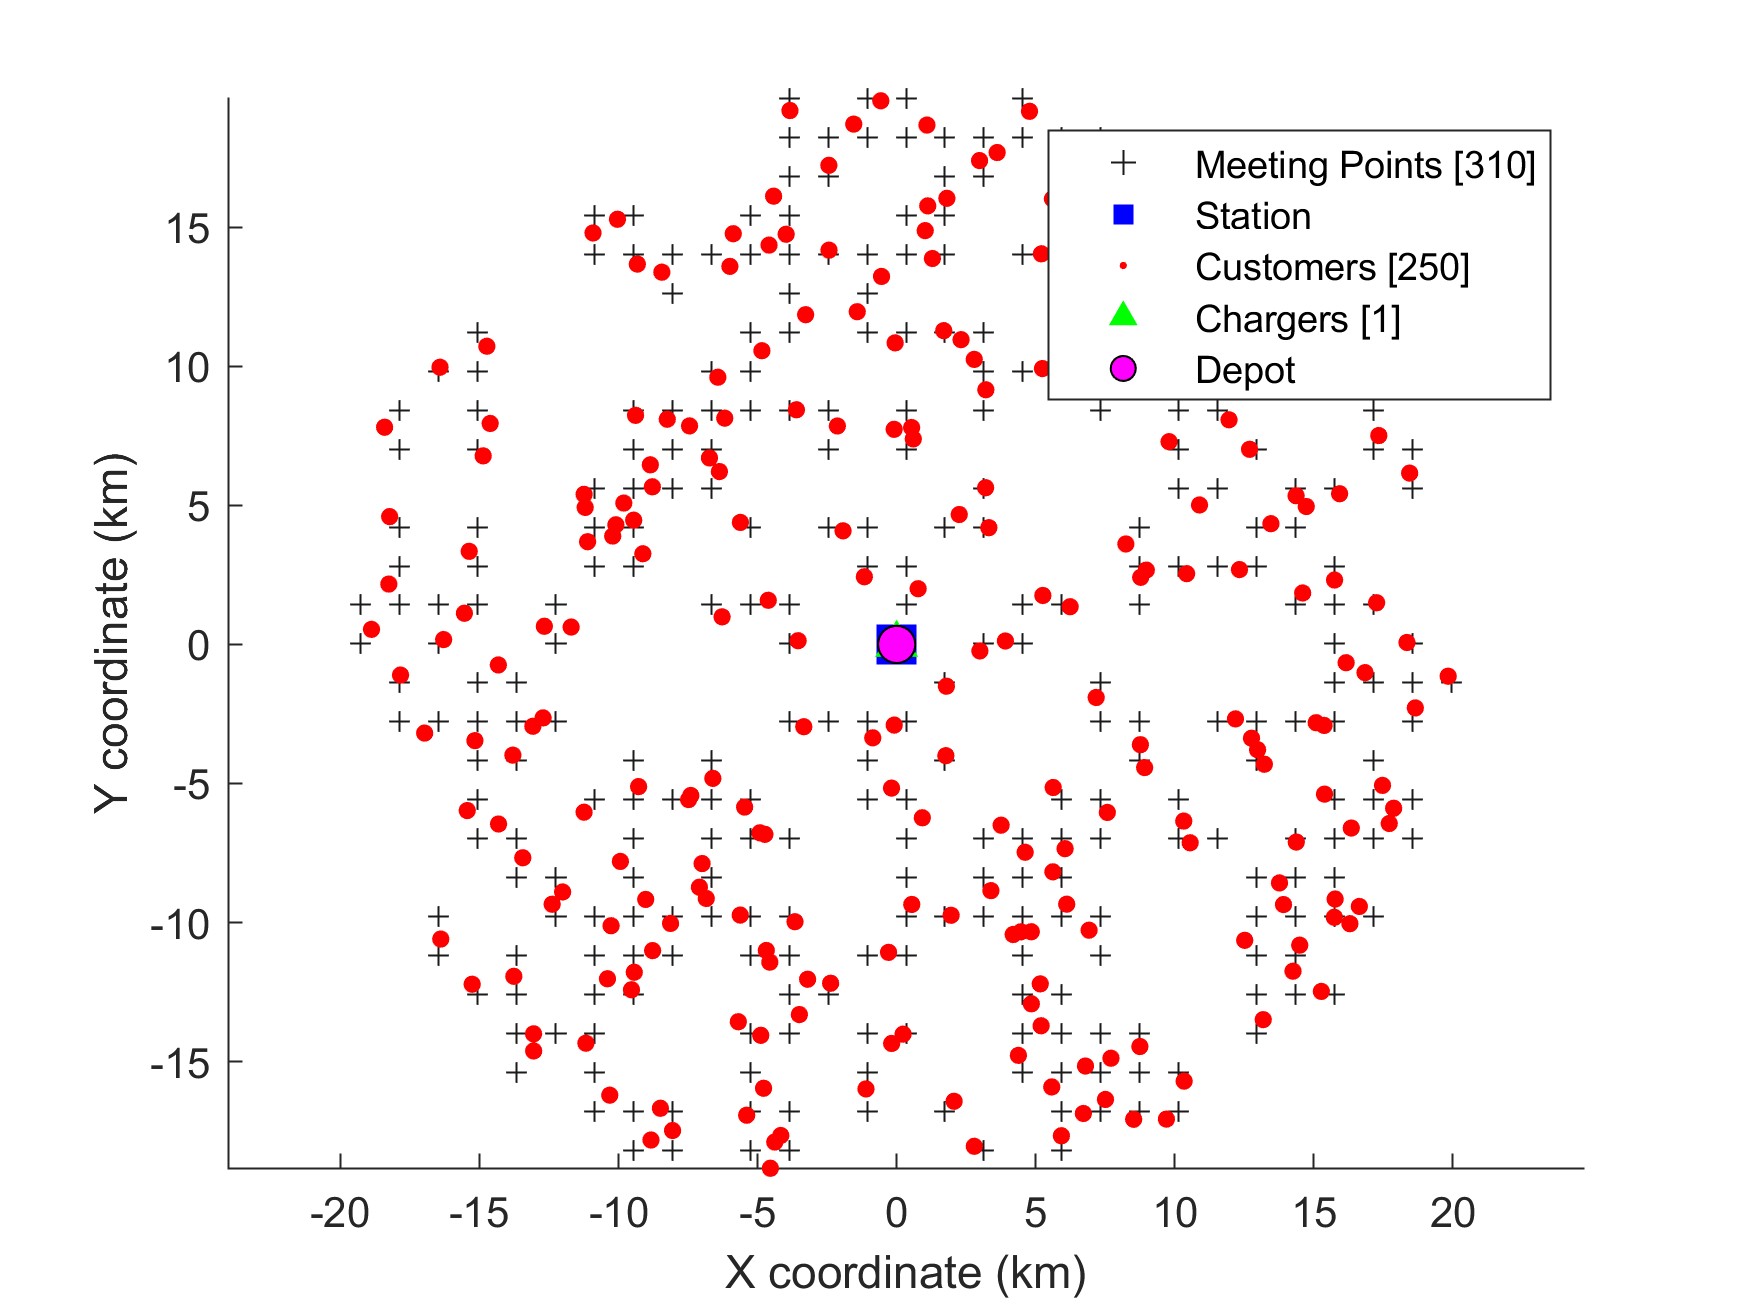 Meeting Points [310]
Station
Customers [250]
Chargers [1]
Depot
15
10
5
0
-5
-10
-15
Y coordinate (km)
-20 -15 -10 -5 0 5 10 15 20
X coordinate (km)